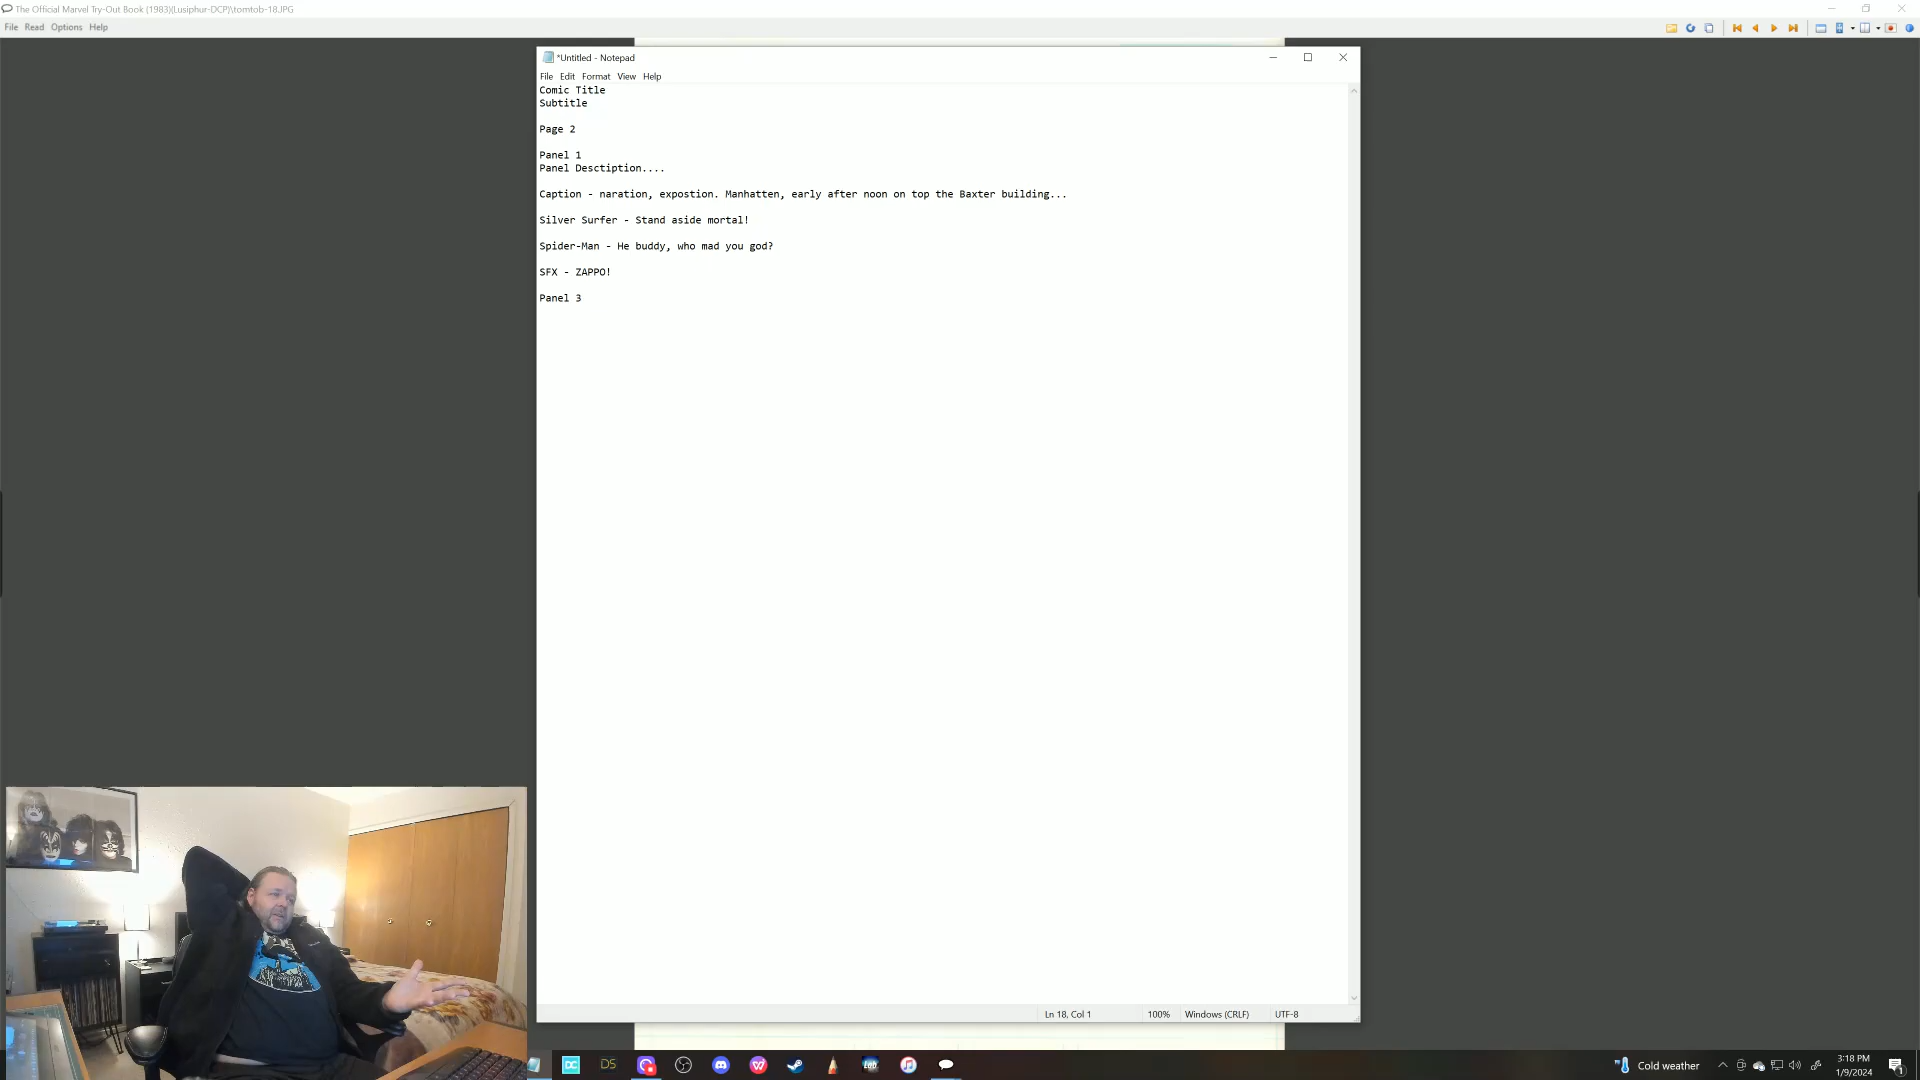 The Official Marvel Try-Out Book (1983)(Lusiphur-DCP)\tomtob-18.JPG
File Read Options Help
*Untitled - Notepad
File Edit Format View Help
Comic Title
Subtitle
Page 2
Panel 1
Panel Desctiption....
Caption - naration, expostion. Manhatten, early after noon on top the Baxter building...
Silver Surfer - Stand aside mortal!
Spider-Man - He buddy, who mad you god?
SFX - ZAPPO!
Panel 3
Ln 18, Col 1 100% Windows (CRLF) UTF-8
DC DS Lab Cold weather 3:18 PM
1/9/2024